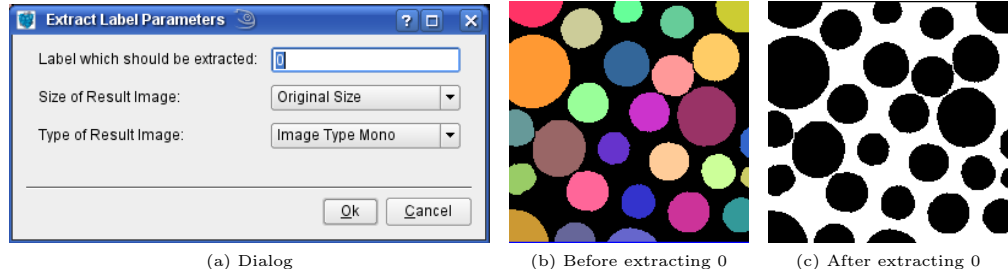 Extract Label Parameters
?
Label which should be extracted: 0
Size of Result Image: Original Size
Type of Result Image: Image Type Mono
Ok Cancel
(a) Dialog (b) Before extracting 0 (c) After extracting 0